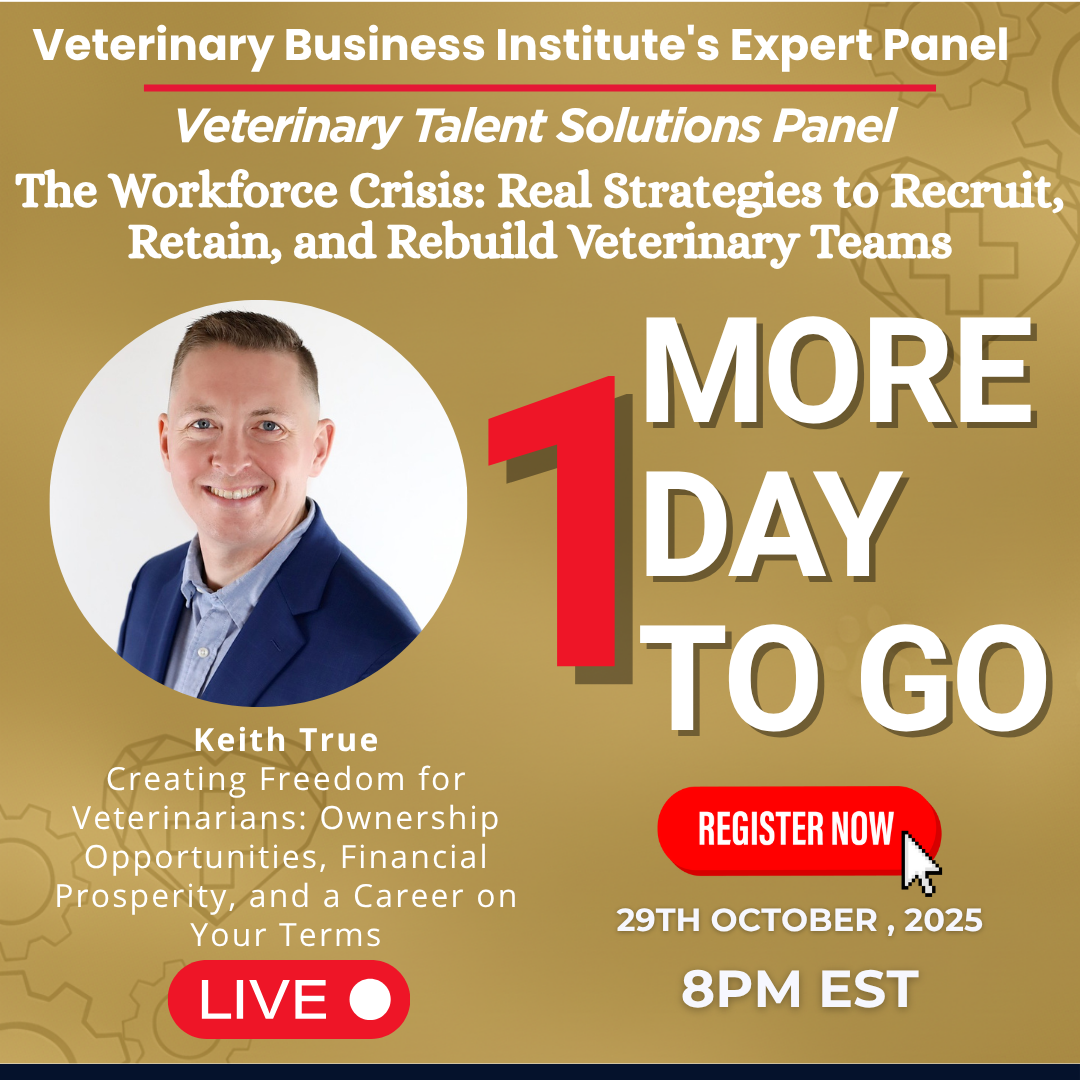 Veterinary Business Institute's Expert Panel
Veterinary Talent Solutions Panel
The Workforce Crisis: Real Strategies to Recruit,
Retain, and Rebuild Veterinary Teams
1
MORE
DAY
TO GO
Keith True
Creating Freedom for
Veterinarians: Ownership
Opportunities, Financial
Prosperity, and a Career on
Your Terms
LIVE
REGISTER NOW
29TH OCTOBER , 2025
8PM EST